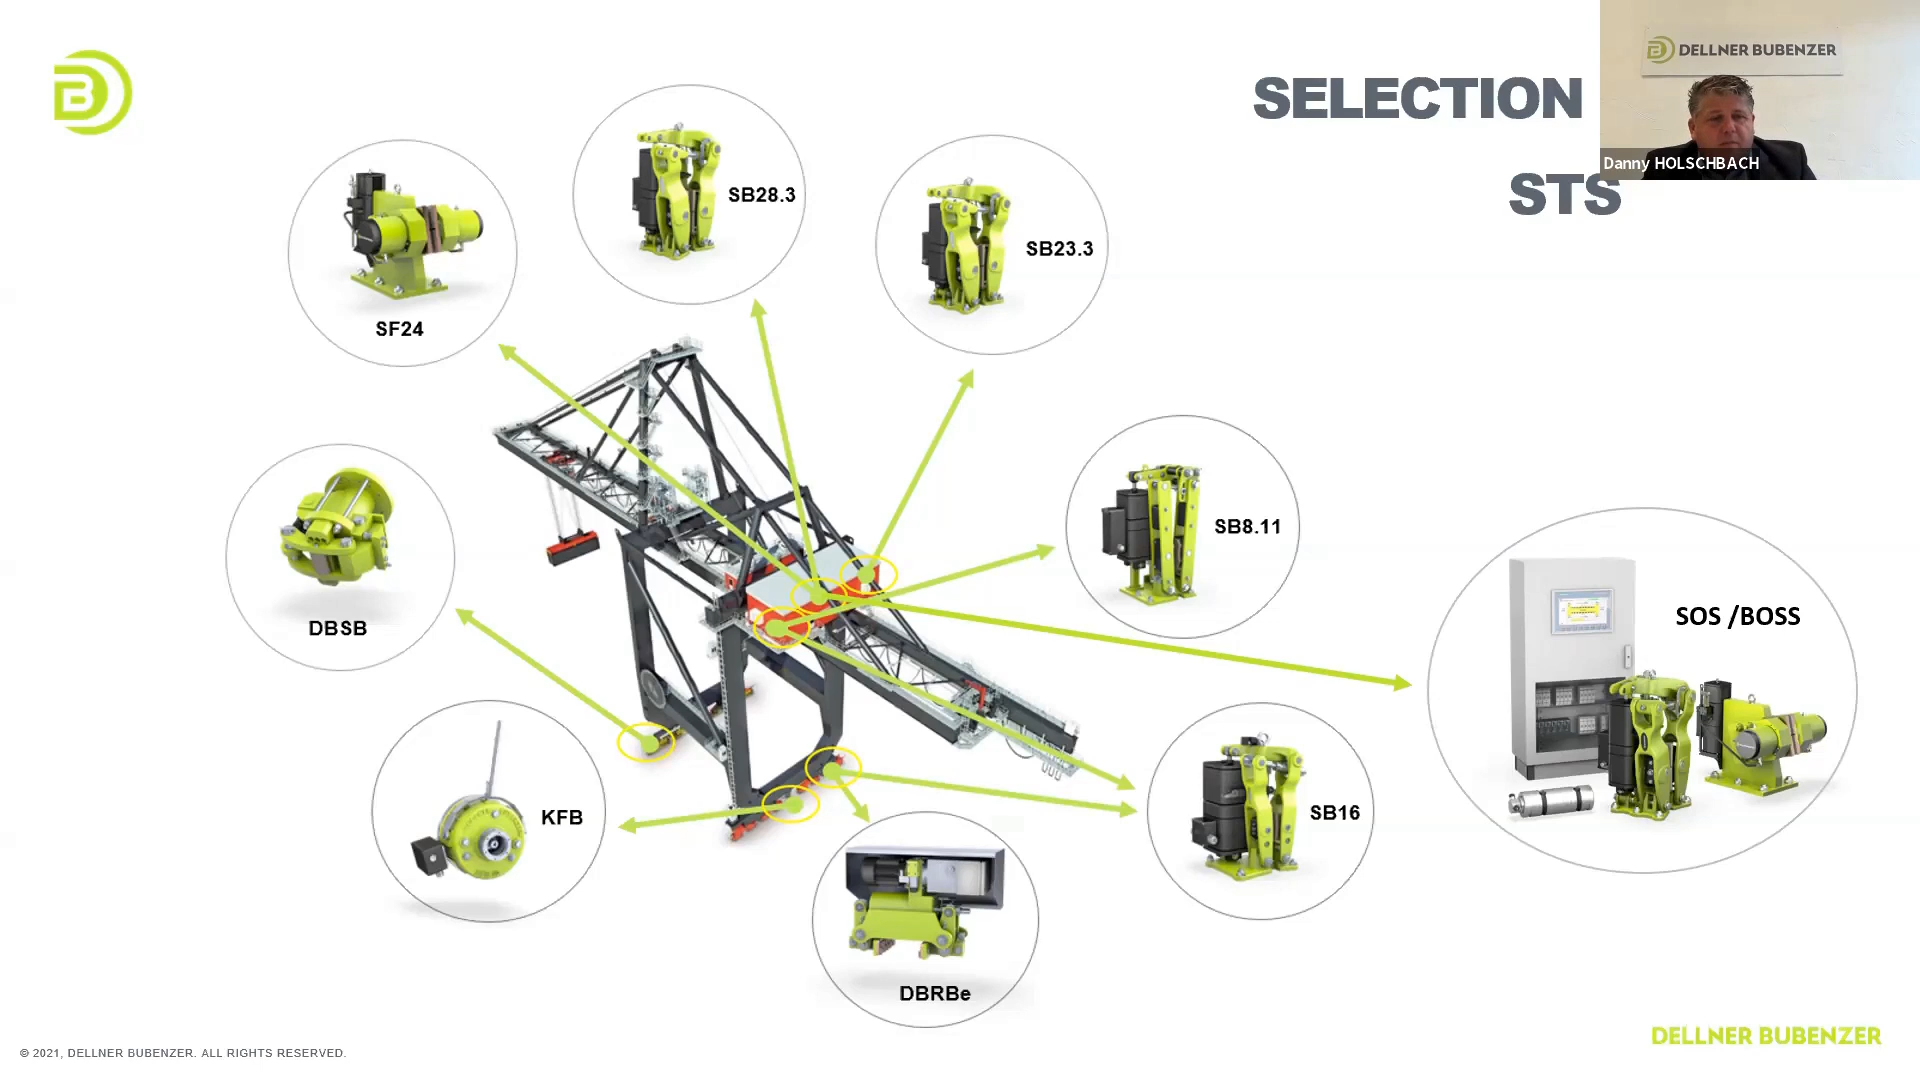 SELECTION
STS
DELLNER BUBENZER
Danny HOLSCHBACH
SB28.3
SB23.3
SF24
SB8.11
SOS /BOSS
DBSB
KFB
SB16
DBRBe
© 2021, DELLNER BUBENZER. ALL RIGHTS RESERVED.
DELLNER BUBENZER